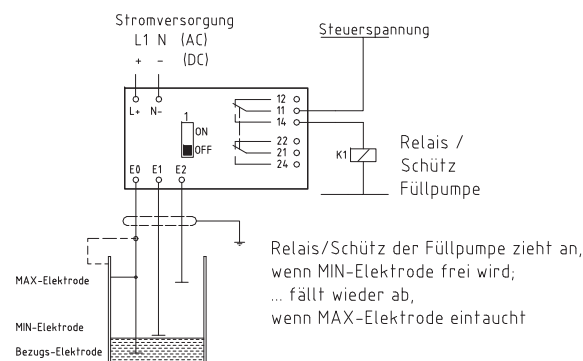 Stromversorgung
L1 N (AC)
+ - (DC)
Steuerspannung
L+ N-
1
ON
OFF
12
11
14
22
21
24
E0 E1 E2
K1
Relais /
Schütz
Füllpumpe
MAX-Elektrode
MIN-Elektrode
Bezugs-Elektrode
Relais/Schütz der Füllpumpe zieht an,
wenn MIN-Elektrode frei wird;
... fällt wieder ab,
wenn MAX-Elektrode eintaucht